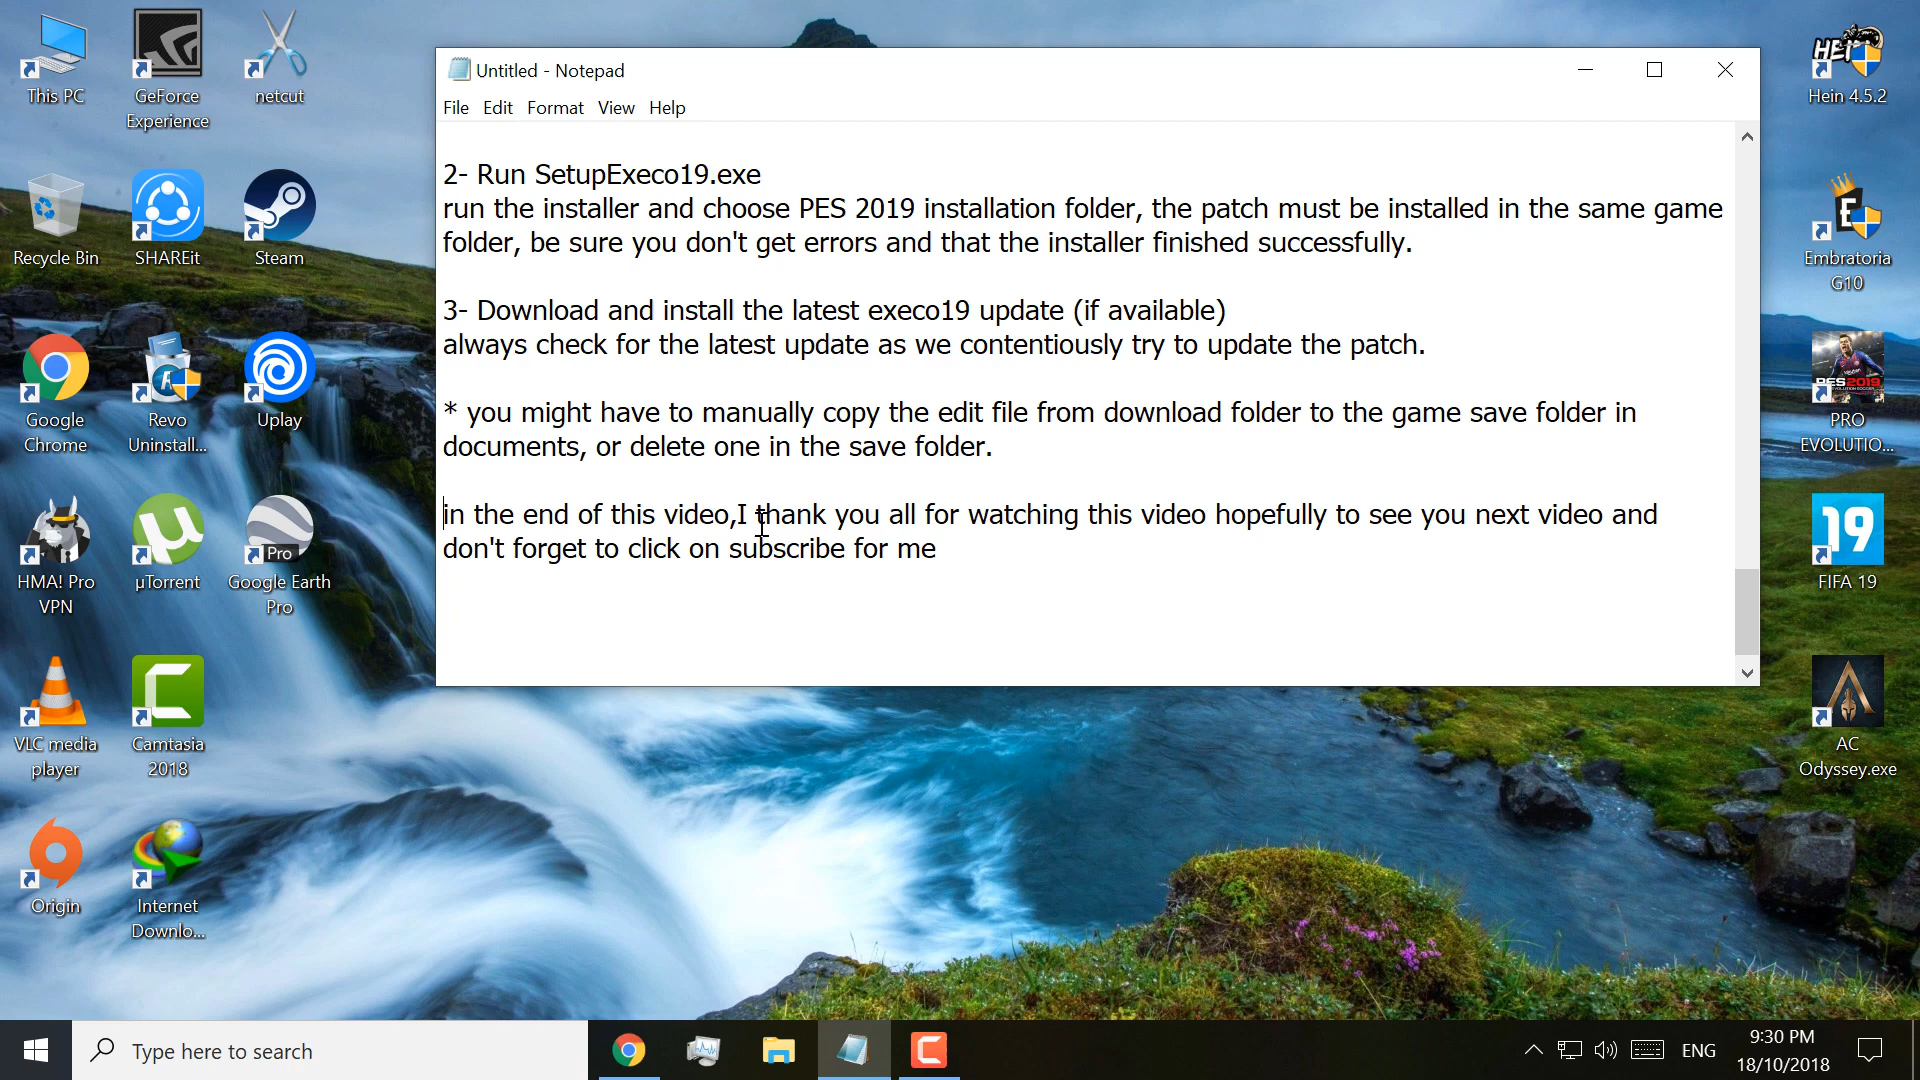 Untitled - Notepad
File Edit Format View Help
2- Run SetupExeco19.exe
run the installer and choose PES 2019 installation folder, the patch must be installed in the same game
folder, be sure you don't get errors and that the installer finished successfully.
3- Download and install the latest execo19 update (if available)
always check for the latest update as we contentiously try to update the patch.
* you might have to manually copy the edit file from download folder to the game save folder in
documents, or delete one in the save folder.
in the end of this video,I thank you all for watching this video hopefully to see you next video and
don't forget to click on subscribe for me
This PC
GeForce
Experience
netcut
Recycle Bin
SHAREit
Steam
Google
Chrome
Revo
Uninstall...
Uplay
HMA! Pro
VPN
µTorrent
Pro
Google Earth
Pro
VLC media
player
Camtasia
2018
Origin
Internet
Downlo...
HEIN
Hein 4.5.2
E
Embratoria
G10
PES2019
PRO
EVOLUTIO...
19
FIFA 19
AC
Odyssey.exe
Type here to search
ENG
9:30 PM
18/10/2018